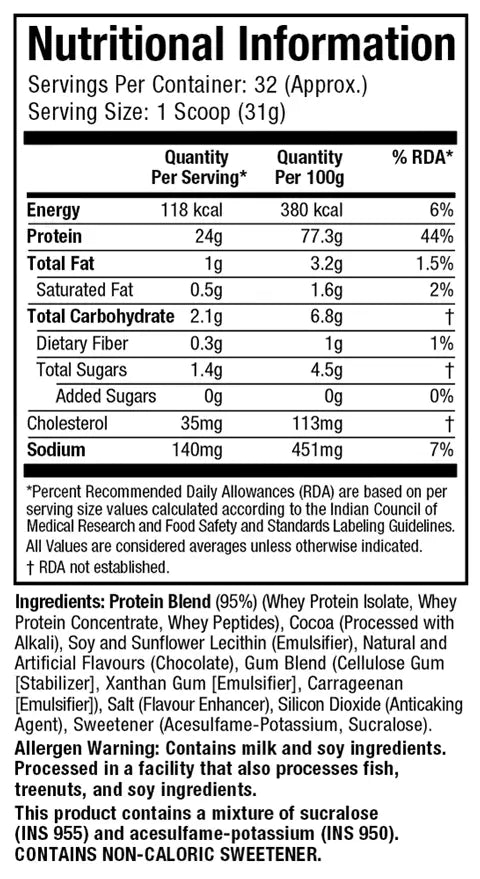 Nutritional Information
Servings Per Container: 32 (Approx.)
Serving Size: 1 Scoop (31g)
Quantity Per Serving* Quantity Per 100g % RDA*
Energy 118 kcal 380 kcal 6%
Protein 24g 77.3g 44%
Total Fat 1g 3.2g 1.5%
Saturated Fat 0.5g 1.6g 2%
Total Carbohydrate 2.1g 6.8g †
Dietary Fiber 0.3g 1g 1%
Total Sugars 1.4g 4.5g †
Added Sugars 0g 0g 0%
Cholesterol 35mg 113mg †
Sodium 140mg 451mg 7%
*Percent Recommended Daily Allowances (RDA) are based on per
serving size values calculated according to the Indian Council of
Medical Research and Food Safety and Standards Labeling Guidelines.
All Values are considered averages unless otherwise indicated.
† RDA not established.
Ingredients: Protein Blend (95%) (Whey Protein Isolate, Whey
Protein Concentrate, Whey Peptides), Cocoa (Processed with
Alkali), Soy and Sunflower Lecithin (Emulsifier), Natural and
Artificial Flavours (Chocolate), Gum Blend (Cellulose Gum
[Stabilizer], Xanthan Gum [Emulsifier], Carrageenan
[Emulsifier]), Salt (Flavour Enhancer), Silicon Dioxide (Anticaking
Agent), Sweetener (Acesulfame-Potassium, Sucralose).
Allergen Warning: Contains milk and soy ingredients.
Processed in a facility that also processes fish,
treenuts, and soy ingredients.
This product contains a mixture of sucralose
(INS 955) and acesulfame-potassium (INS 950).
CONTAINS NON-CALORIC SWEETENER.